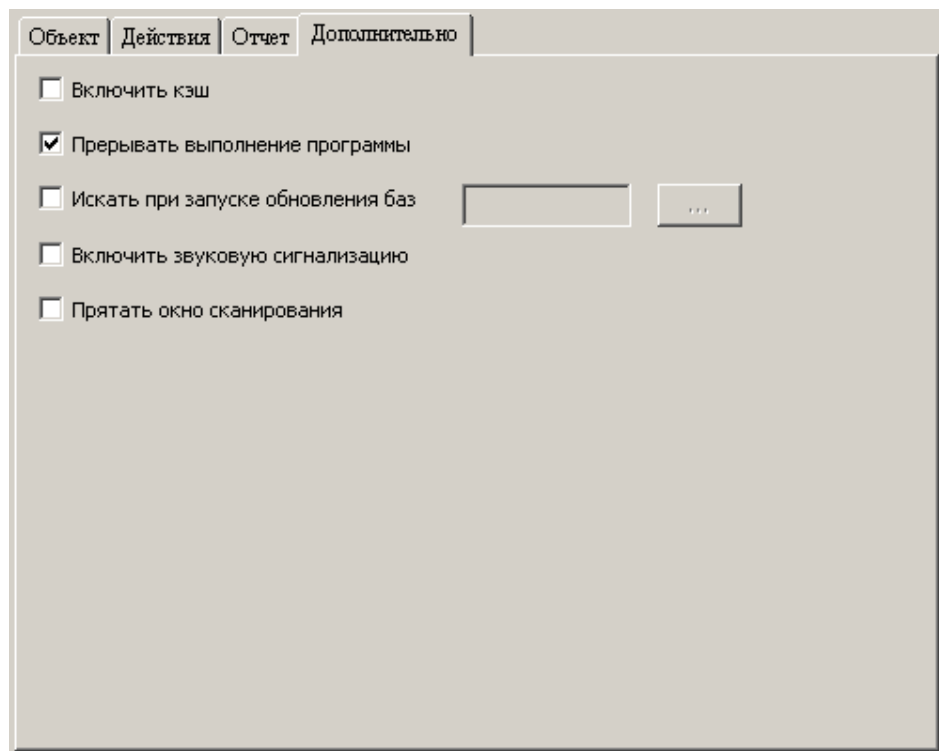 Объект Действия Отчет Дополнительно
Включить кэш
Прерывать выполнение программы
Искать при запуске обновления баз ...
Включить звуковую сигнализацию
Прятать окно сканирования